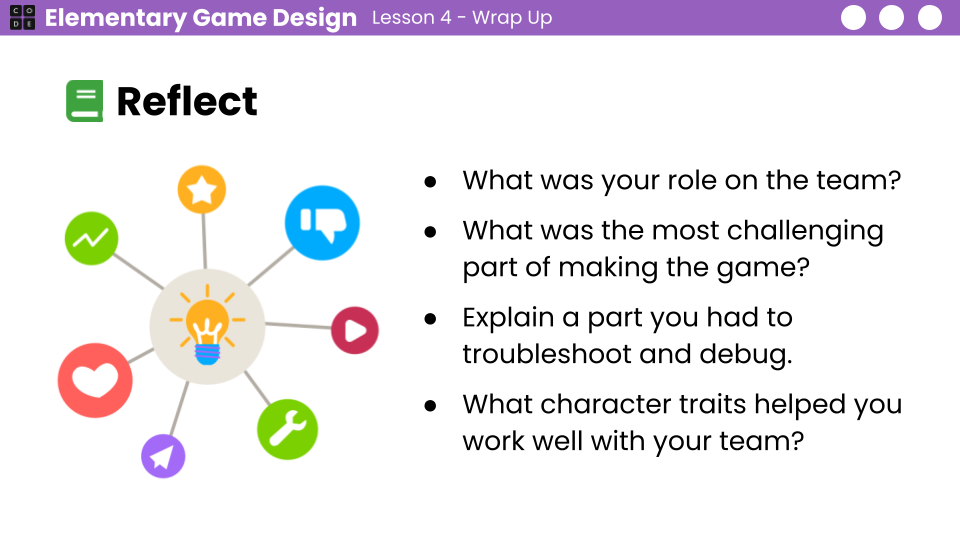 CODE
Elementary Game Design Lesson 4 - Wrap Up
Reflect
● What was your role on the team?
● What was the most challenging
part of making the game?
● Explain a part you had to
troubleshoot and debug.
● What character traits helped you
work well with your team?